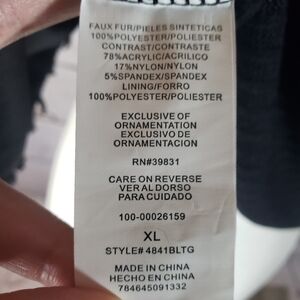 FAUX FUR/PIELES SINTETICAS
100%POLYESTER/POLIESTER
CONTRAST/CONTRASTE
78%ACRYLIC/ACRILICO
17%NYLON/NYLON
5%SPANDEX/SPANDEX
LINING/FORRO
100%POLYESTER/POLIESTER
EXCLUSIVE OF
ORNAMENTATION
EXCLUSIVO DE
ORNAMENTACION
RN#39831
CARE ON REVERSE
VER AL DORSO
PARA CUIDADO
100-00026159
XL
STYLE# 4841BLTG
MADE IN CHINA
HECHO EN CHINA
784645091332